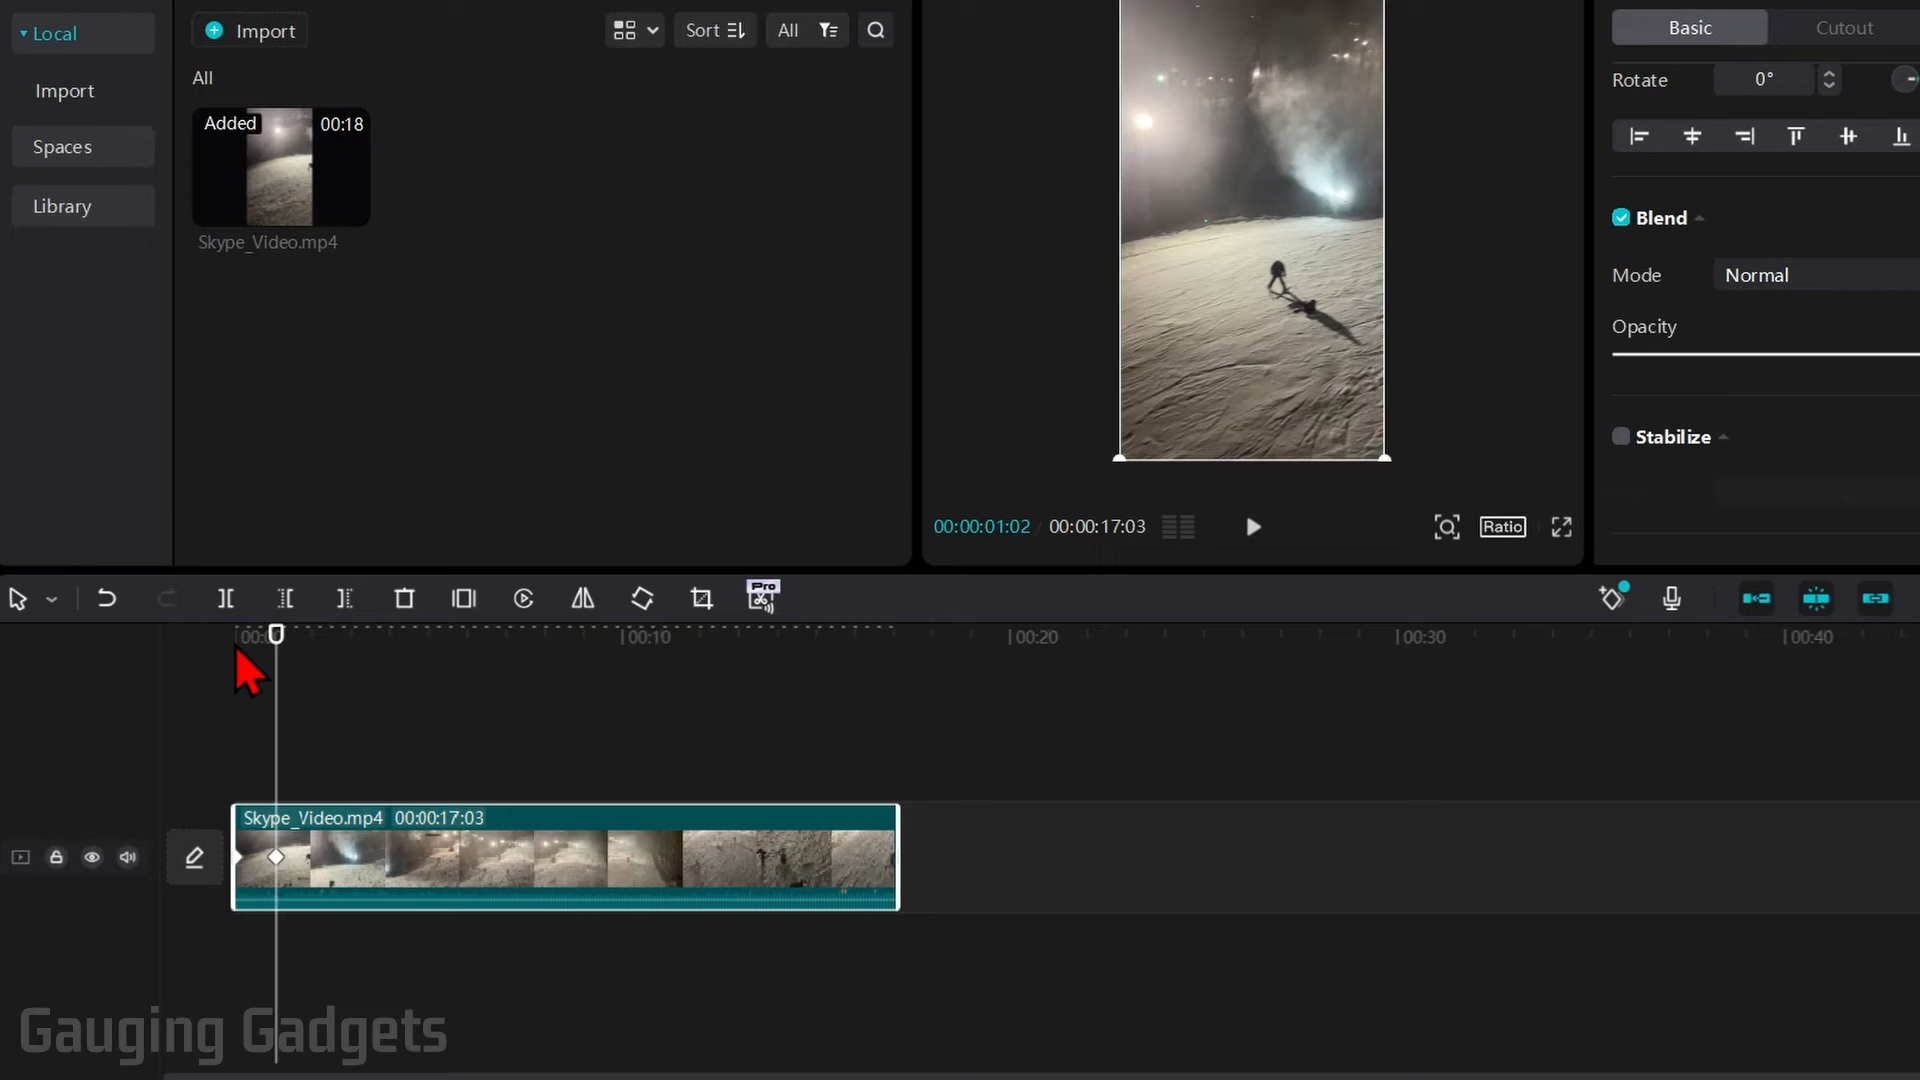 Local
Import
Spaces
Library
Import
Sort
All
All
Added
00:18
Skype_Video.mp4
00:00:01:02
00:00:17:03
Ratio
Basic
Cutout
Rotate
0°
Blend
Mode
Normal
Opacity
Stabilize
Pro
00:10
00:20
00:30
00:40
Skype_Video.mp4 00:00:17:03
Gauging Gadgets